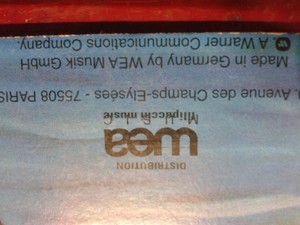 DISTRIBUTION
wea
Filipacchi music
Avenue des Champs-Elysées - 75508 PARIS
Made in Germany by WEA Musik GmbH
A Warner Communications Company.